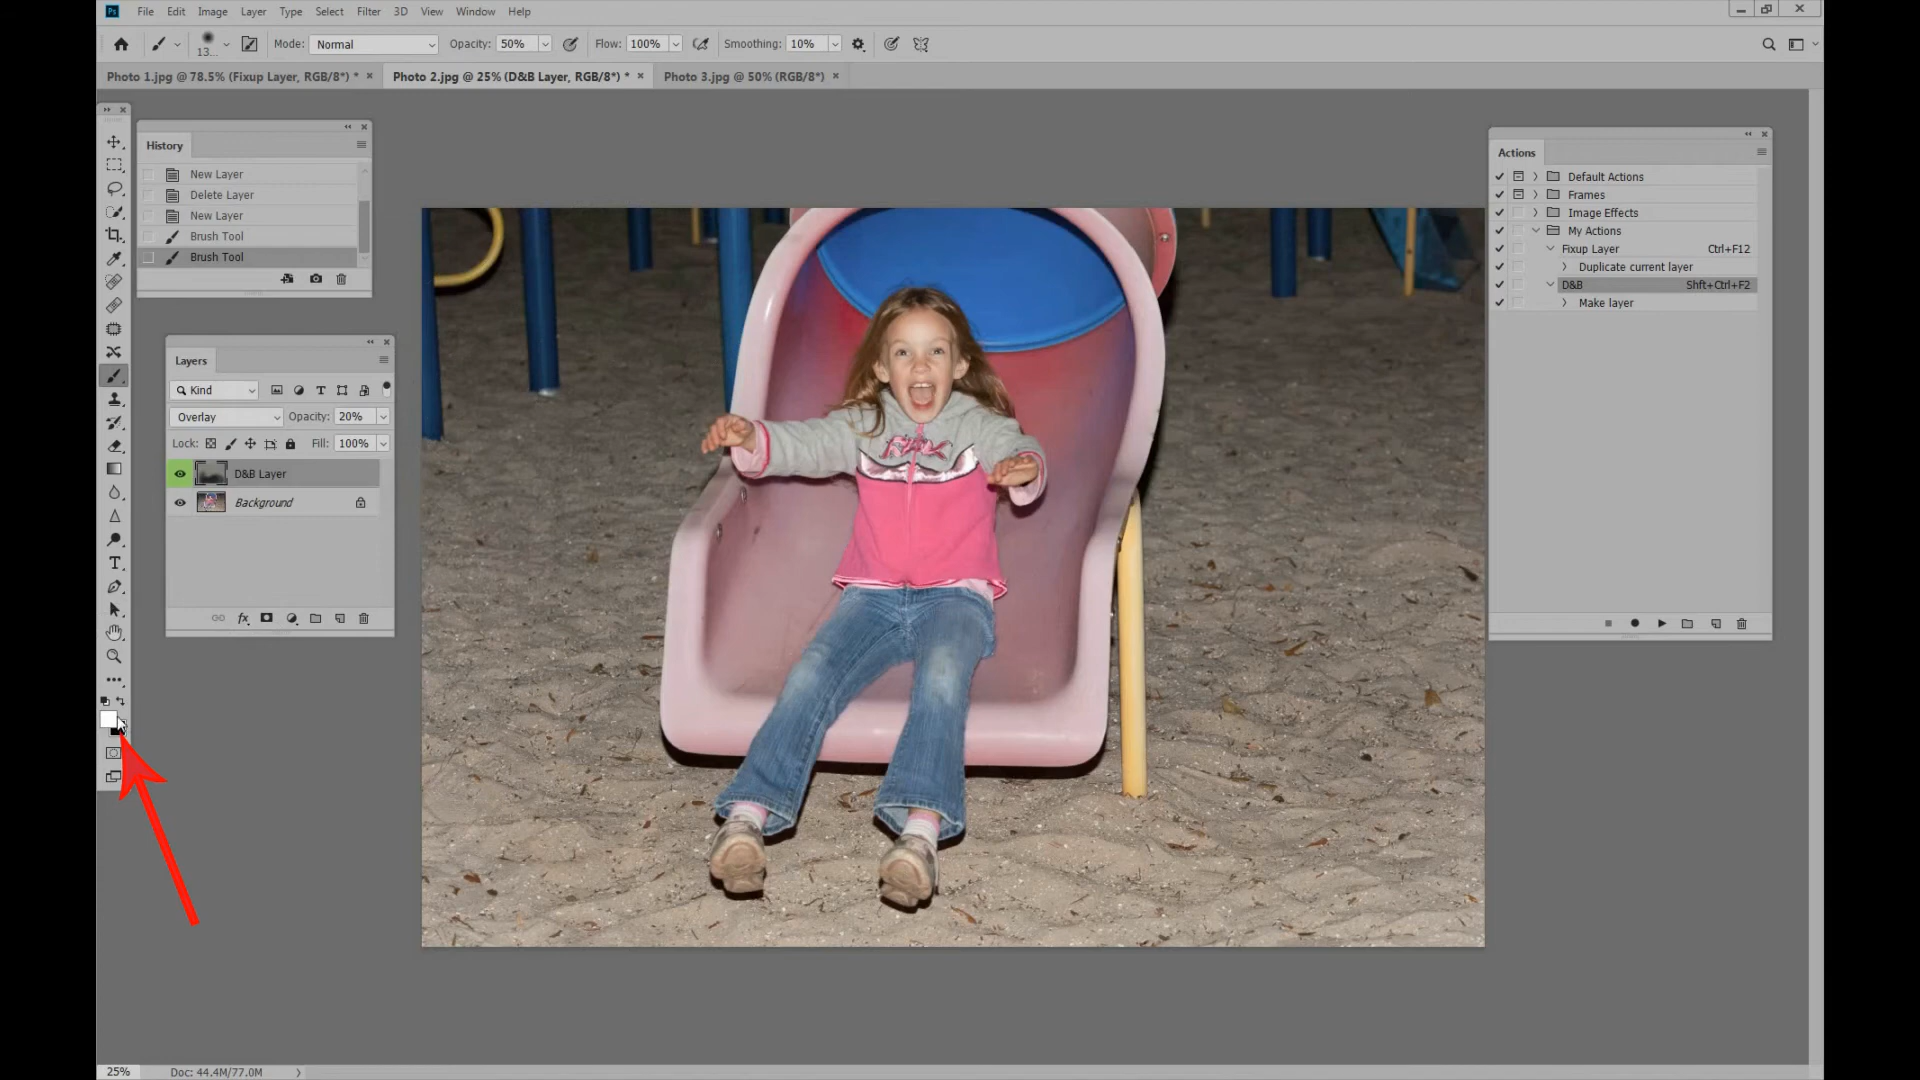 Ps File Edit Image Layer Type Select Filter 3D View Window Help
13... Mode: Normal Opacity: 50% Flow: 100% Smoothing: 10%
Photo 1.jpg @ 78.5% (Fixup Layer, RGB/8*) * × Photo 2.jpg @ 25% (D&B Layer, RGB/8*) * × Photo 3.jpg @ 50% (RGB/8*) ×
History
New Layer
Delete Layer
New Layer
Brush Tool
Brush Tool
Layers
Kind
Overlay Opacity: 20%
Lock: Fill: 100%
D&B Layer
Background
fx
Actions
Default Actions
Frames
Image Effects
My Actions
Fixup Layer Ctrl+F12
Duplicate current layer
D&B Shft+Ctrl+F2
Make layer
25% Doc: 44.4M/77.0M